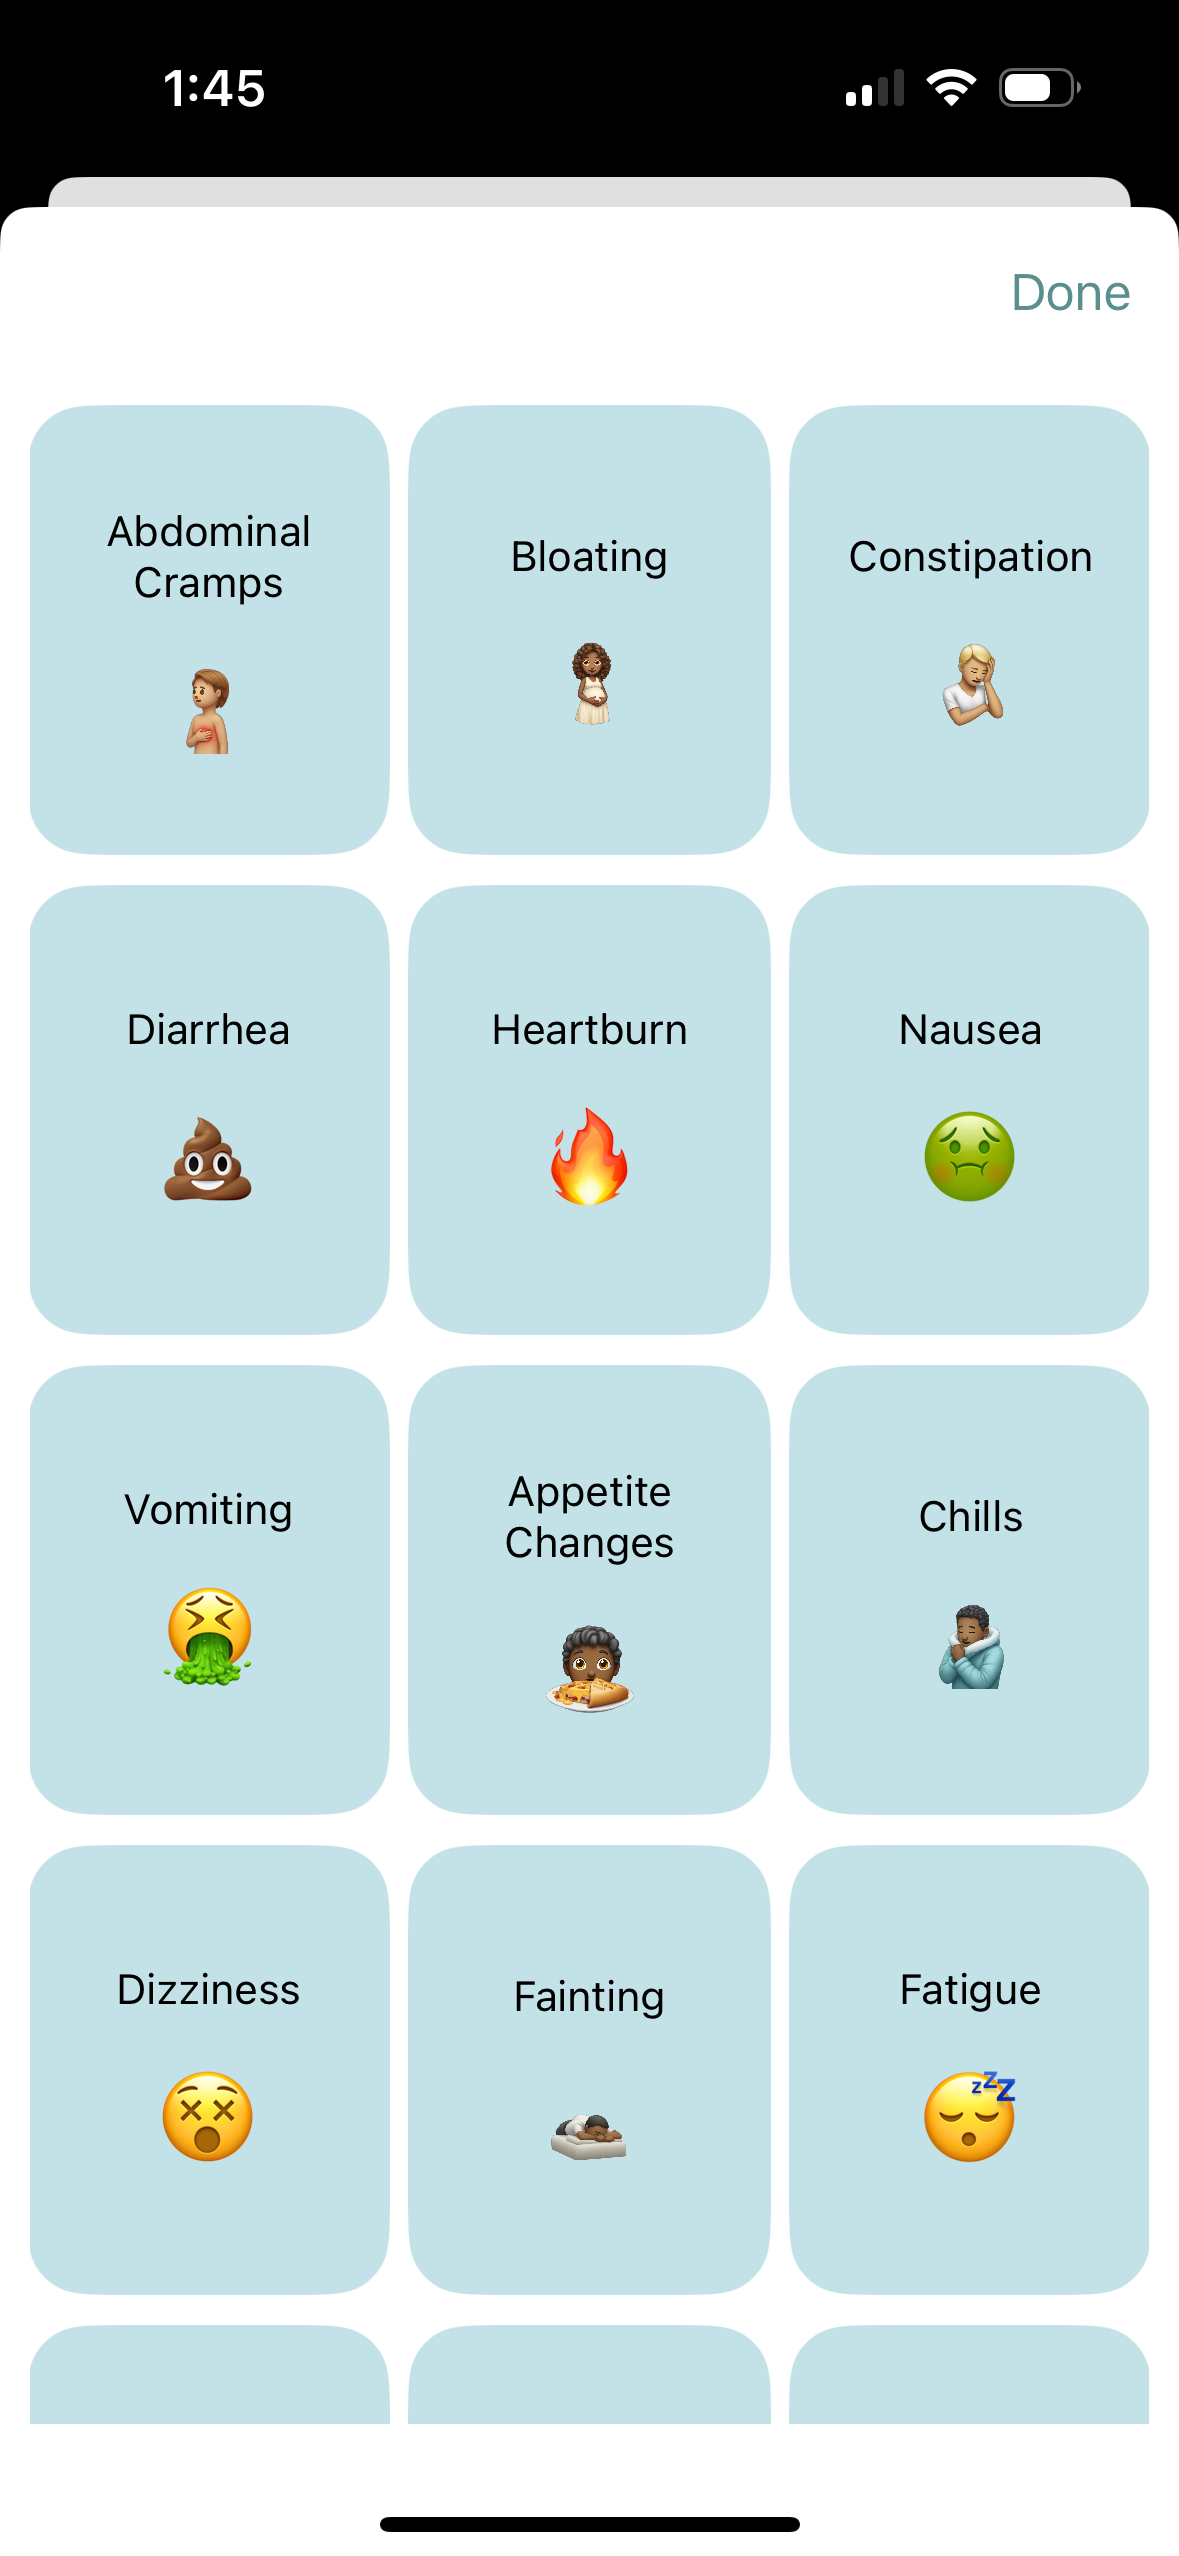 1:45
Done
Abdominal
Cramps
Bloating
Constipation
Diarrhea
Heartburn
Nausea
Vomiting
Appetite
Changes
Chills
Dizziness
Fainting
Fatigue